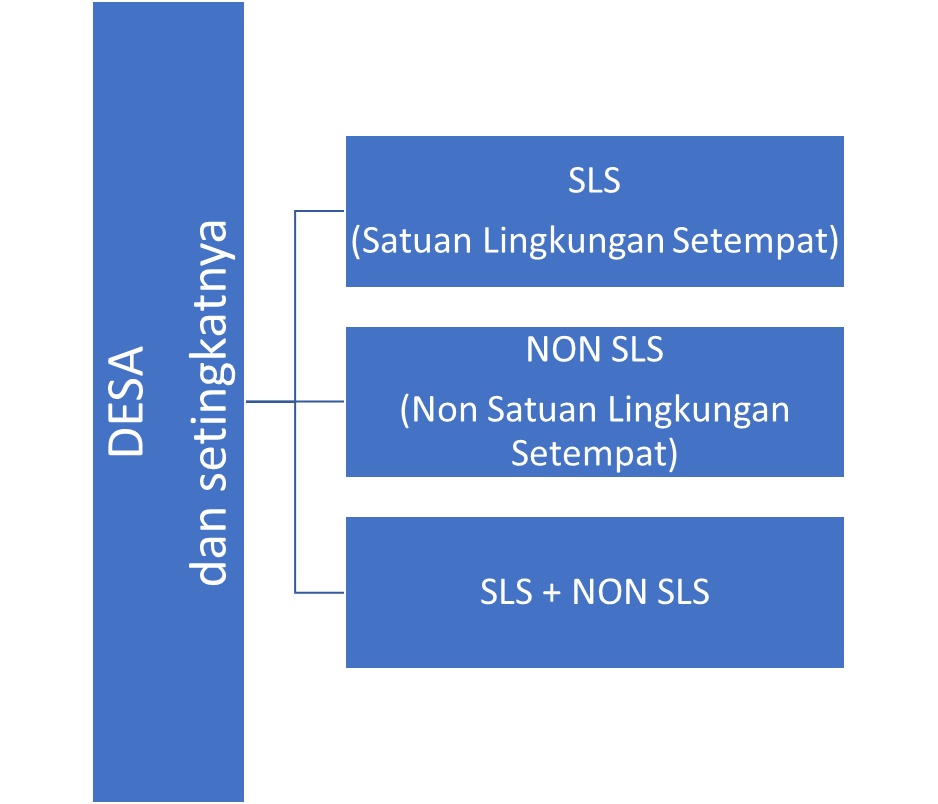 DESA
dan setingkatnya
SLS
(Satuan Lingkungan Setempat)
NON SLS
(Non Satuan Lingkungan
Setempat)
SLS + NON SLS